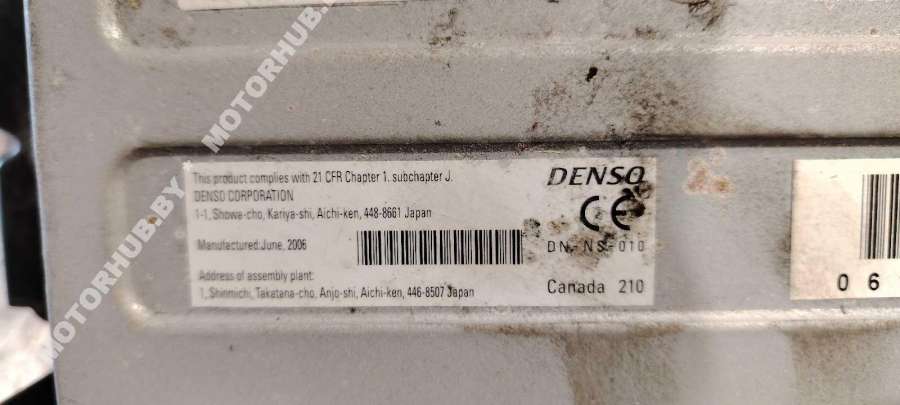 This product complies with 21 CFR Chapter 1. subchapter J.
DENSO CORPORATION
1-1, Showa-cho, Kariya-shi, Aichi-ken, 448-8661 Japan
Manufactured:June, 2006
Address of assembly plant:
1, Shinmichi, Takatana-cho, Anjo-shi, Aichi-ken, 446-8507 Japan
DENSO
CE
DN-NS-010
Canada 210
06
MOTORHUB.BY
MOTORHUB.BY
MOTORHUB